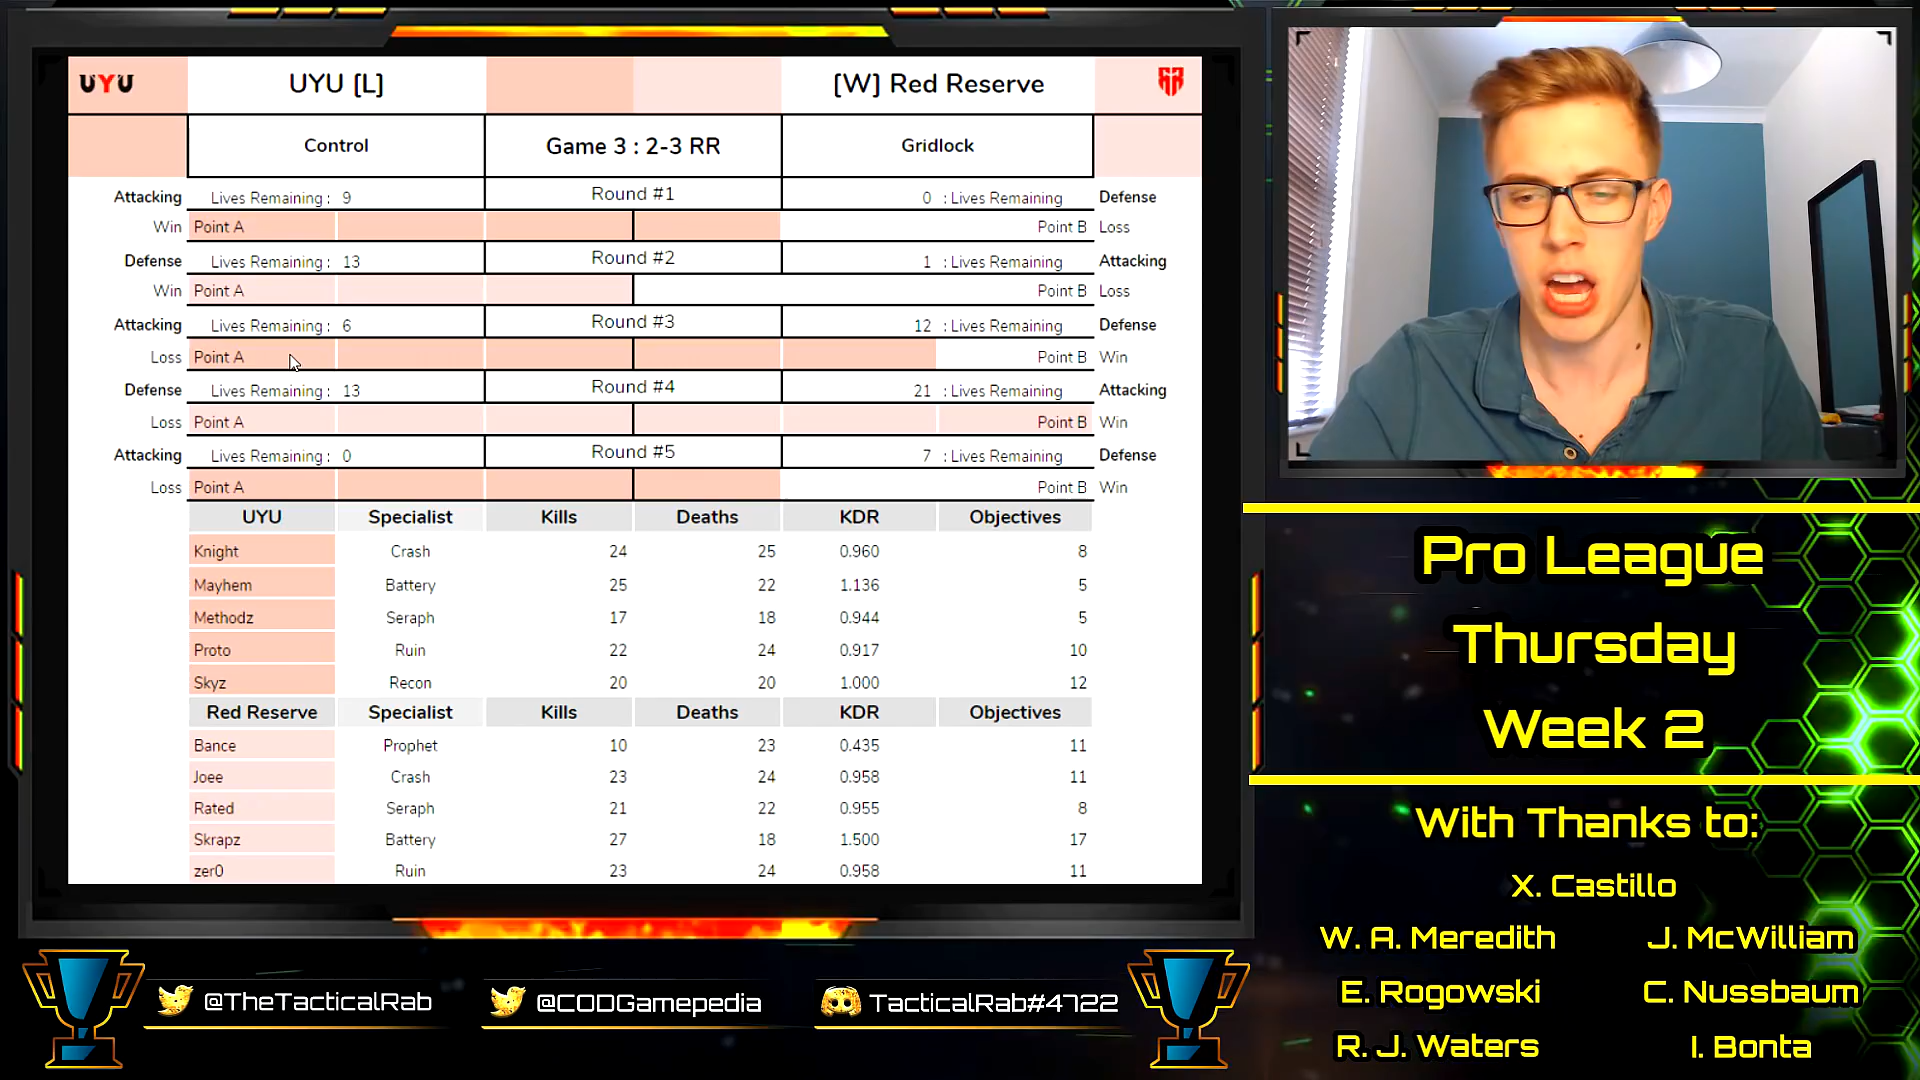 UYU UYU [L] [W] Red Reserve
Control Game 3 : 2-3 RR Gridlock
Attacking Lives Remaining : 9 Round #1 0 : Lives Remaining Defense
Win Point A Point B Loss
Defense Lives Remaining : 13 Round #2 1 : Lives Remaining Attacking
Win Point A Point B Loss
Attacking Lives Remaining : 6 Round #3 12 : Lives Remaining Defense
Loss Point A Point B Win
Defense Lives Remaining : 13 Round #4 21 : Lives Remaining Attacking
Loss Point A Point B Win
Attacking Lives Remaining : 0 Round #5 7 : Lives Remaining Defense
Loss Point A Point B Win
UYU Specialist Kills Deaths KDR Objectives
Knight Crash 24 25 0.960 8
Mayhem Battery 25 22 1.136 5
Methodz Seraph 17 18 0.944 5
Proto Ruin 22 24 0.917 10
Skyz Recon 20 20 1.000 12
Red Reserve Specialist Kills Deaths KDR Objectives
Bance Prophet 10 23 0.435 11
Joee Crash 23 24 0.958 11
Rated Seraph 21 22 0.955 8
Skrapz Battery 27 18 1.500 17
zer0 Ruin 23 24 0.958 11
Pro League
Thursday
Week 2
With Thanks to:
X. Castillo
W. A. Meredith J. McWilliam
E. Rogowski C. Nussbaum
R. J. Waters I. Bonta
@TheTacticalRab @CODGamepedia TacticalRab#4722